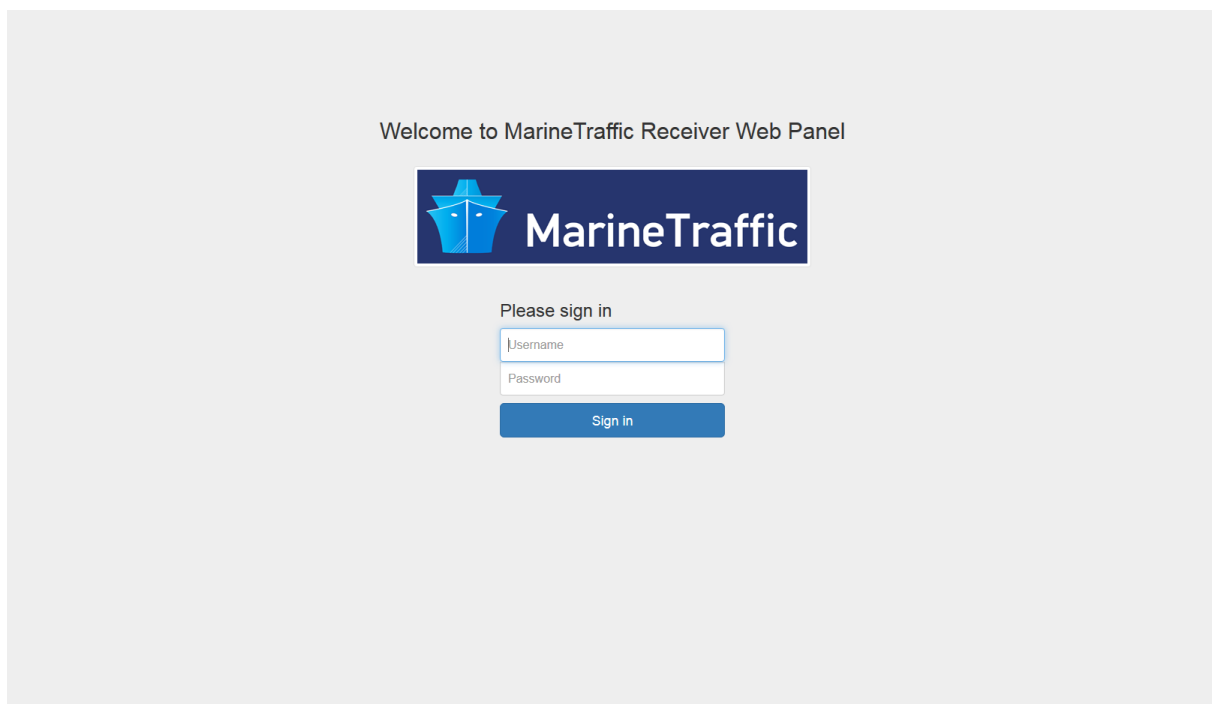 Welcome to MarineTraffic Receiver Web Panel
MarineTraffic
Please sign in
Username
Password
Sign in